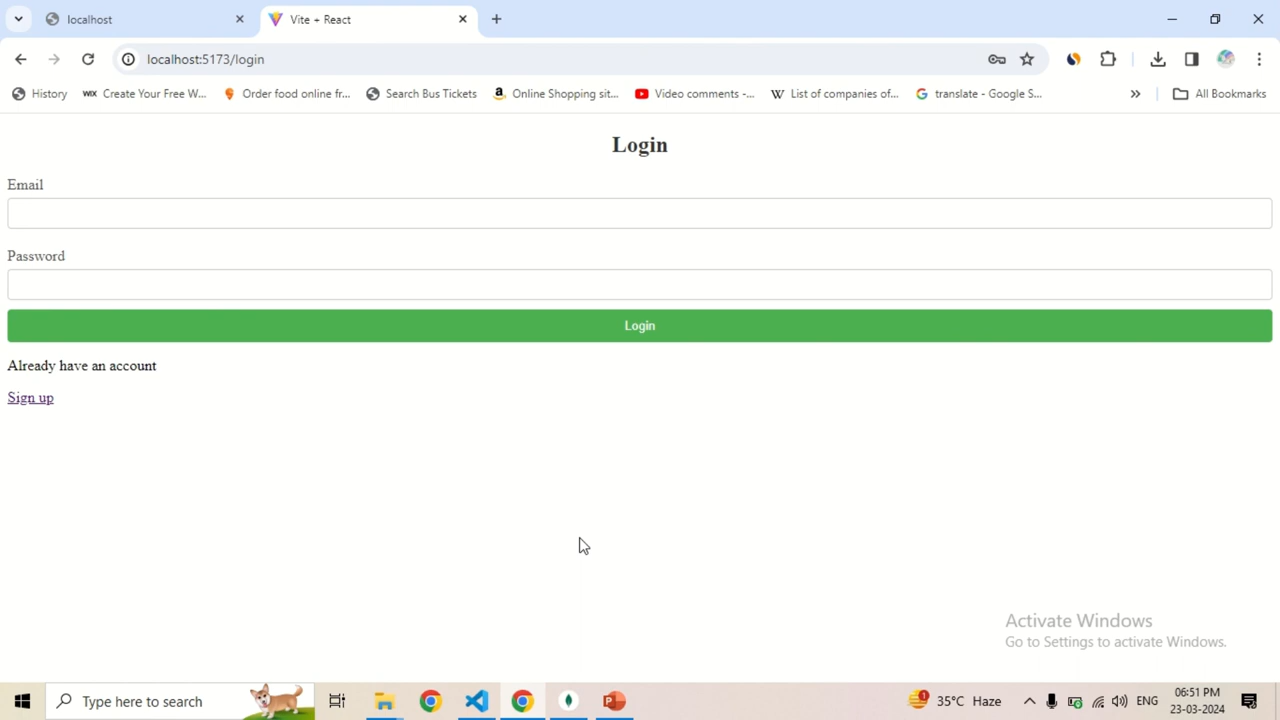 localhost
Vite + React
localhost:5173/login
History
WIX Create Your Free W...
Order food online fr...
Search Bus Tickets
Online Shopping sit...
Video comments -...
W List of companies of...
translate - Google S...
All Bookmarks
Login
Email
Password
Login
Already have an account
Sign up
Activate Windows
Go to Settings to activate Windows.
Type here to search
1
35°C Haze
ENG
06:51 PM
23-03-2024